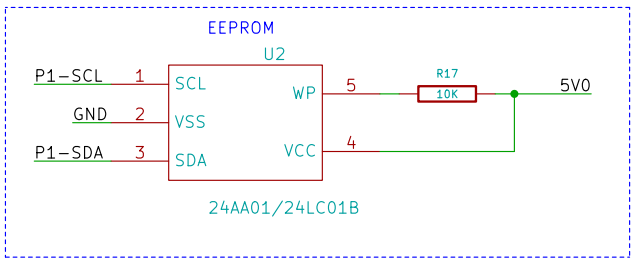 EEPROM
U2
P1-SCL 1 SCL
GND 2 VSS
P1-SDA 3 SDA
WP 5 R17 10K 5V0
VCC 4
24AA01/24LC01B